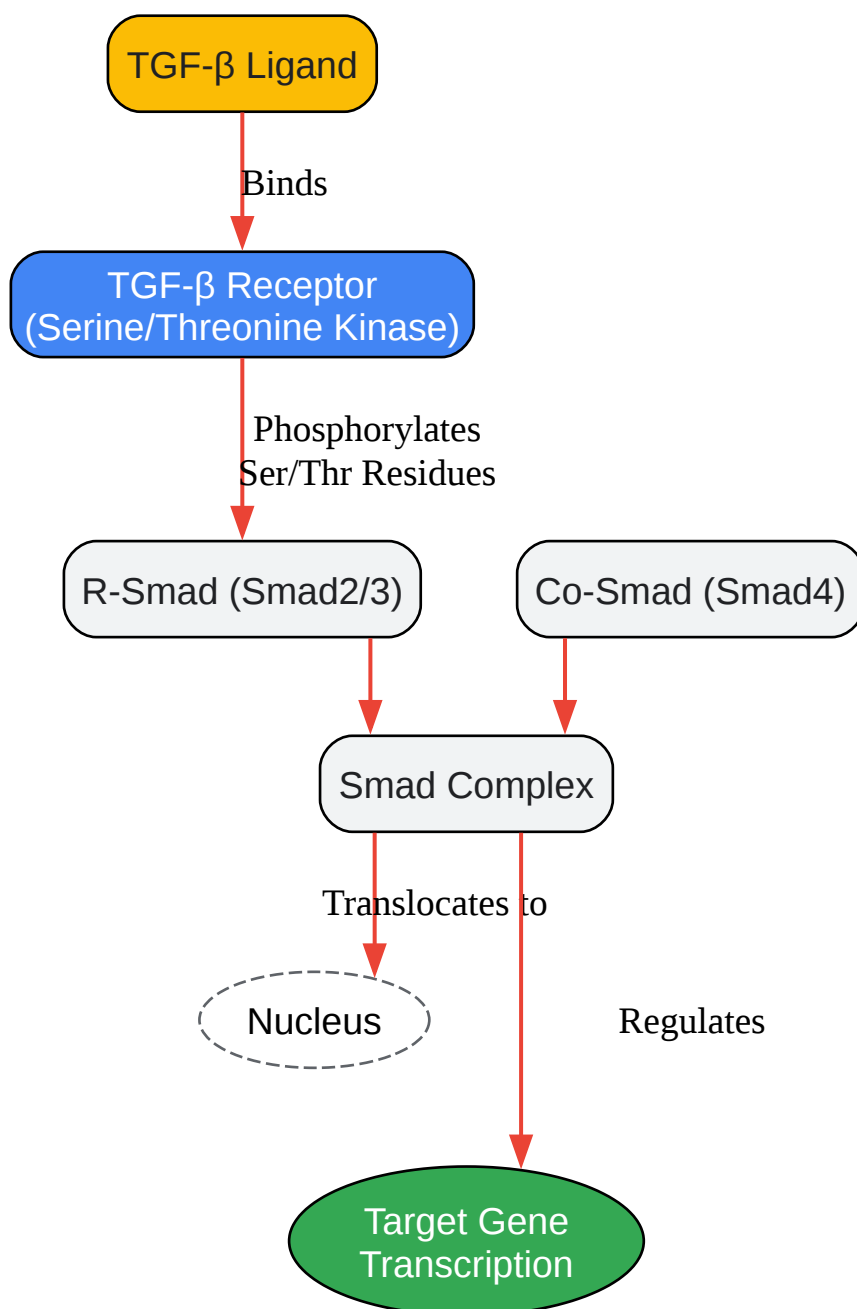 TGF-β Ligand
Binds
TGF-β Receptor
(Serine/Threonine Kinase)
Phosphorylates
Ser/Thr Residues
R-Smad (Smad2/3)
Co-Smad (Smad4)
Smad Complex
Translocates to
Nucleus
Regulates
Target Gene
Transcription